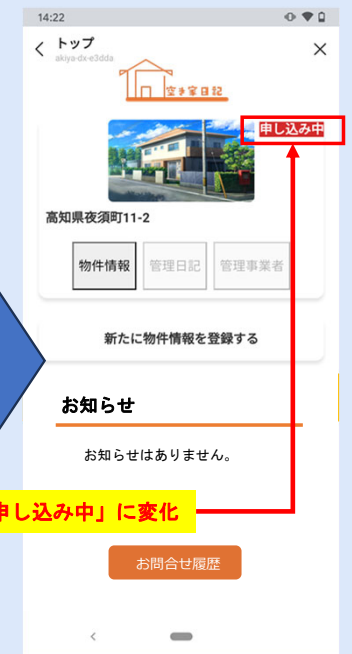 14:22
トップ
akiya-dx-e3dda
空き家日記
申し込み中
高知県夜須町11-2
物件情報
管理日記
管理事業者
新たに物件情報を登録する
お知らせ
お知らせはありません。
申し込み中」に変化
お問合せ履歴